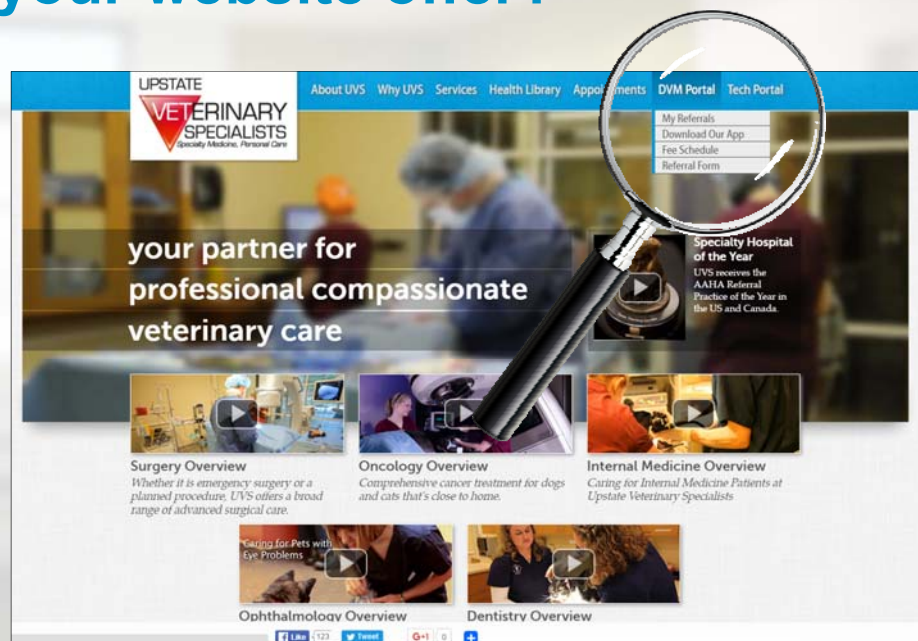 your website offer?
UPSTATE
VETERINARY
SPECIALISTS
Specialty Medicine, Personal Care
About UVS Why UVS Services Health Library Appointments DVM Portal Tech Portal
My Referrals
Download Our App
Fee Schedule
Referral Form
your partner for
professional compassionate
veterinary care
Specialty Hospital
of the Year
UVS receives the
AAHA Referral
Practice of the Year in
the US and Canada.
Surgery Overview
Whether it is emergency surgery or a
planned procedure, UVS offers a broad
range of advanced surgical care.
Oncology Overview
Comprehensive cancer treatment for dogs
and cats that's close to home.
Internal Medicine Overview
Caring for Internal Medicine Patients at
Upstate Veterinary Specialists
Caring for Pets with
Eye Problems
Ophthalmology Overview
Dentistry Overview
Like 123 Tweet G+1 0